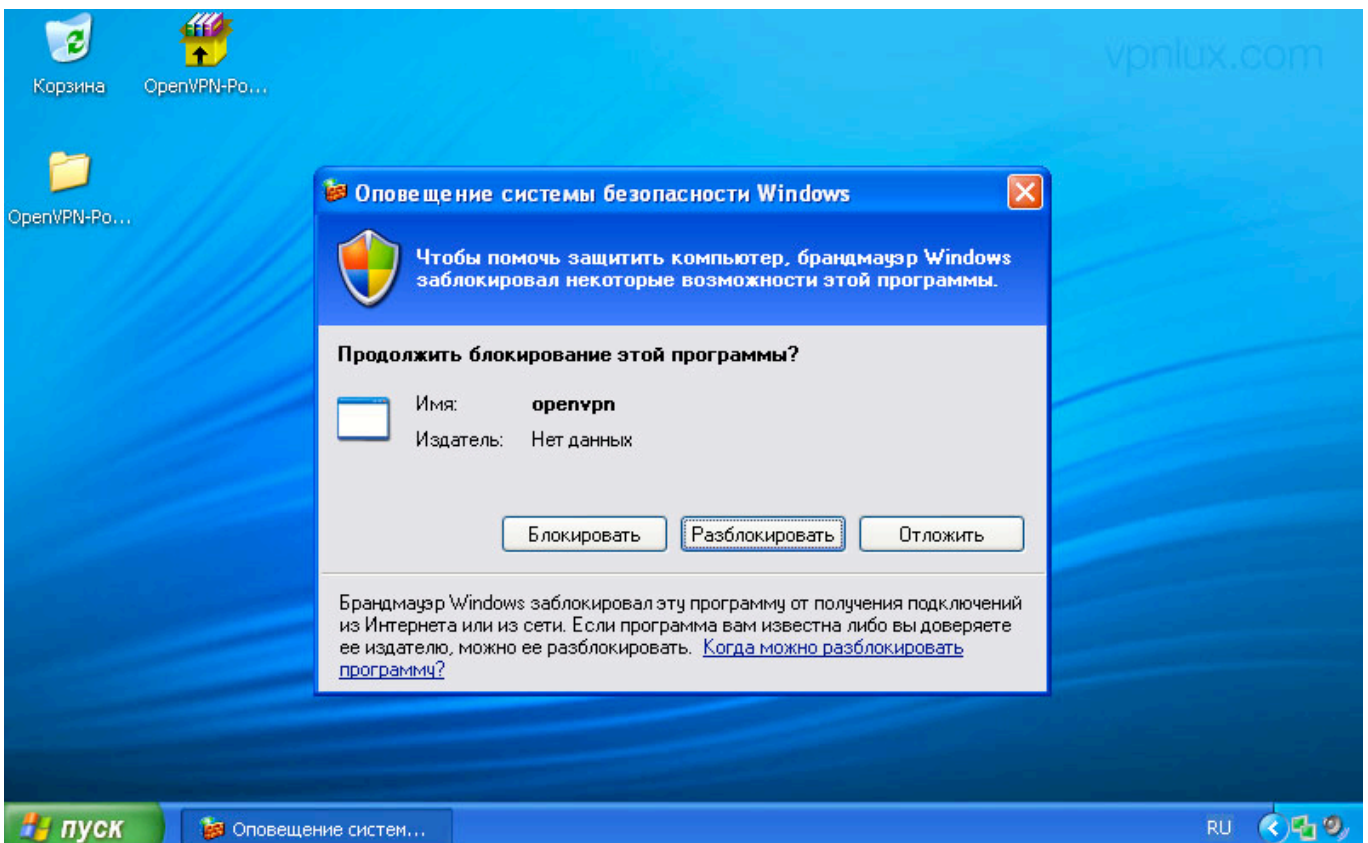 vpnlux.com
Корзина
OpenVPN-Po...
OpenVPN-Po...
Оповещение системы безопасности Windows
Чтобы помочь защитить компьютер, брандмауэр Windows
заблокировал некоторые возможности этой программы.
Продолжить блокирование этой программы?
Имя: openvpn
Издатель: Нет данных
Блокировать Разблокировать Отложить
Брандмауэр Windows заблокировал эту программу от получения подключений
из Интернета или из сети. Если программа вам известна либо вы доверяете
ее издателю, можно ее разблокировать. Когда можно разблокировать
программу?
пуск
Оповещение систем...
RU